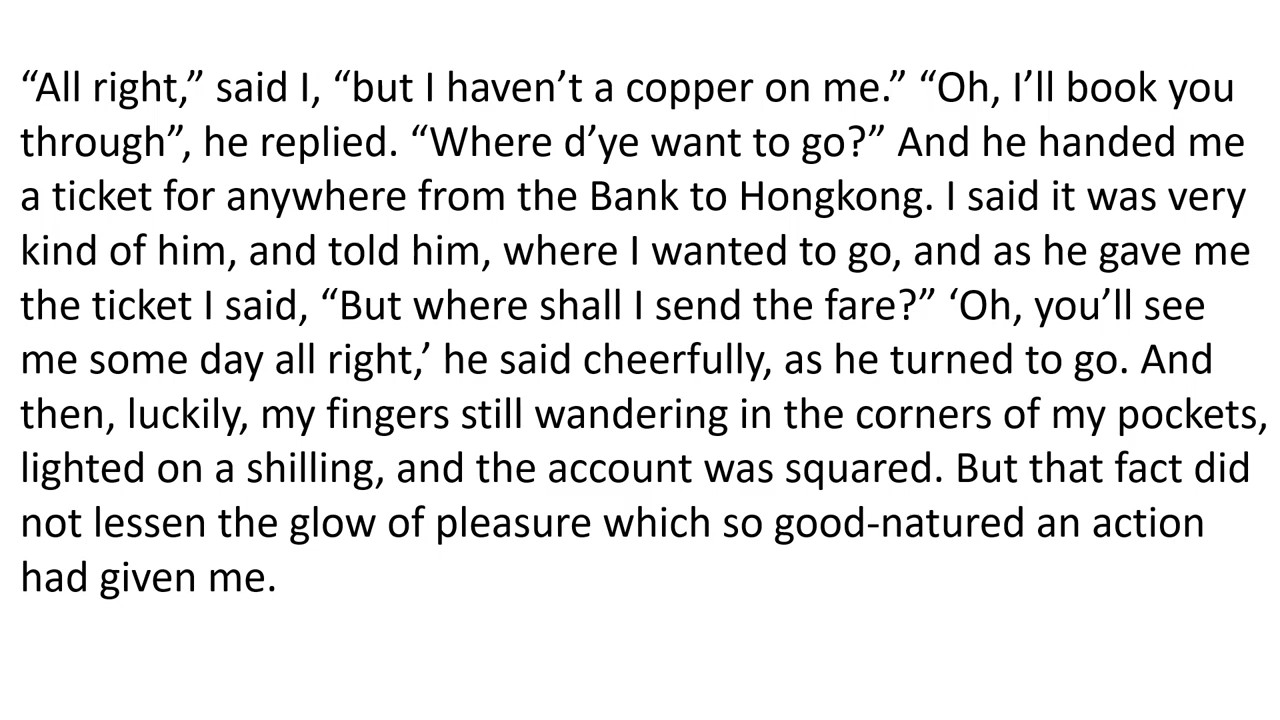 “All right,” said I, “but I haven’t a copper on me.” “Oh, I’ll book you
through”, he replied. “Where d’ye want to go?” And he handed me
a ticket for anywhere from the Bank to Hongkong. I said it was very
kind of him, and told him, where I wanted to go, and as he gave me
the ticket I said, “But where shall I send the fare?” ‘Oh, you’ll see
me some day all right,’ he said cheerfully, as he turned to go. And
then, luckily, my fingers still wandering in the corners of my pockets,
lighted on a shilling, and the account was squared. But that fact did
not lessen the glow of pleasure which so good-natured an action
had given me.